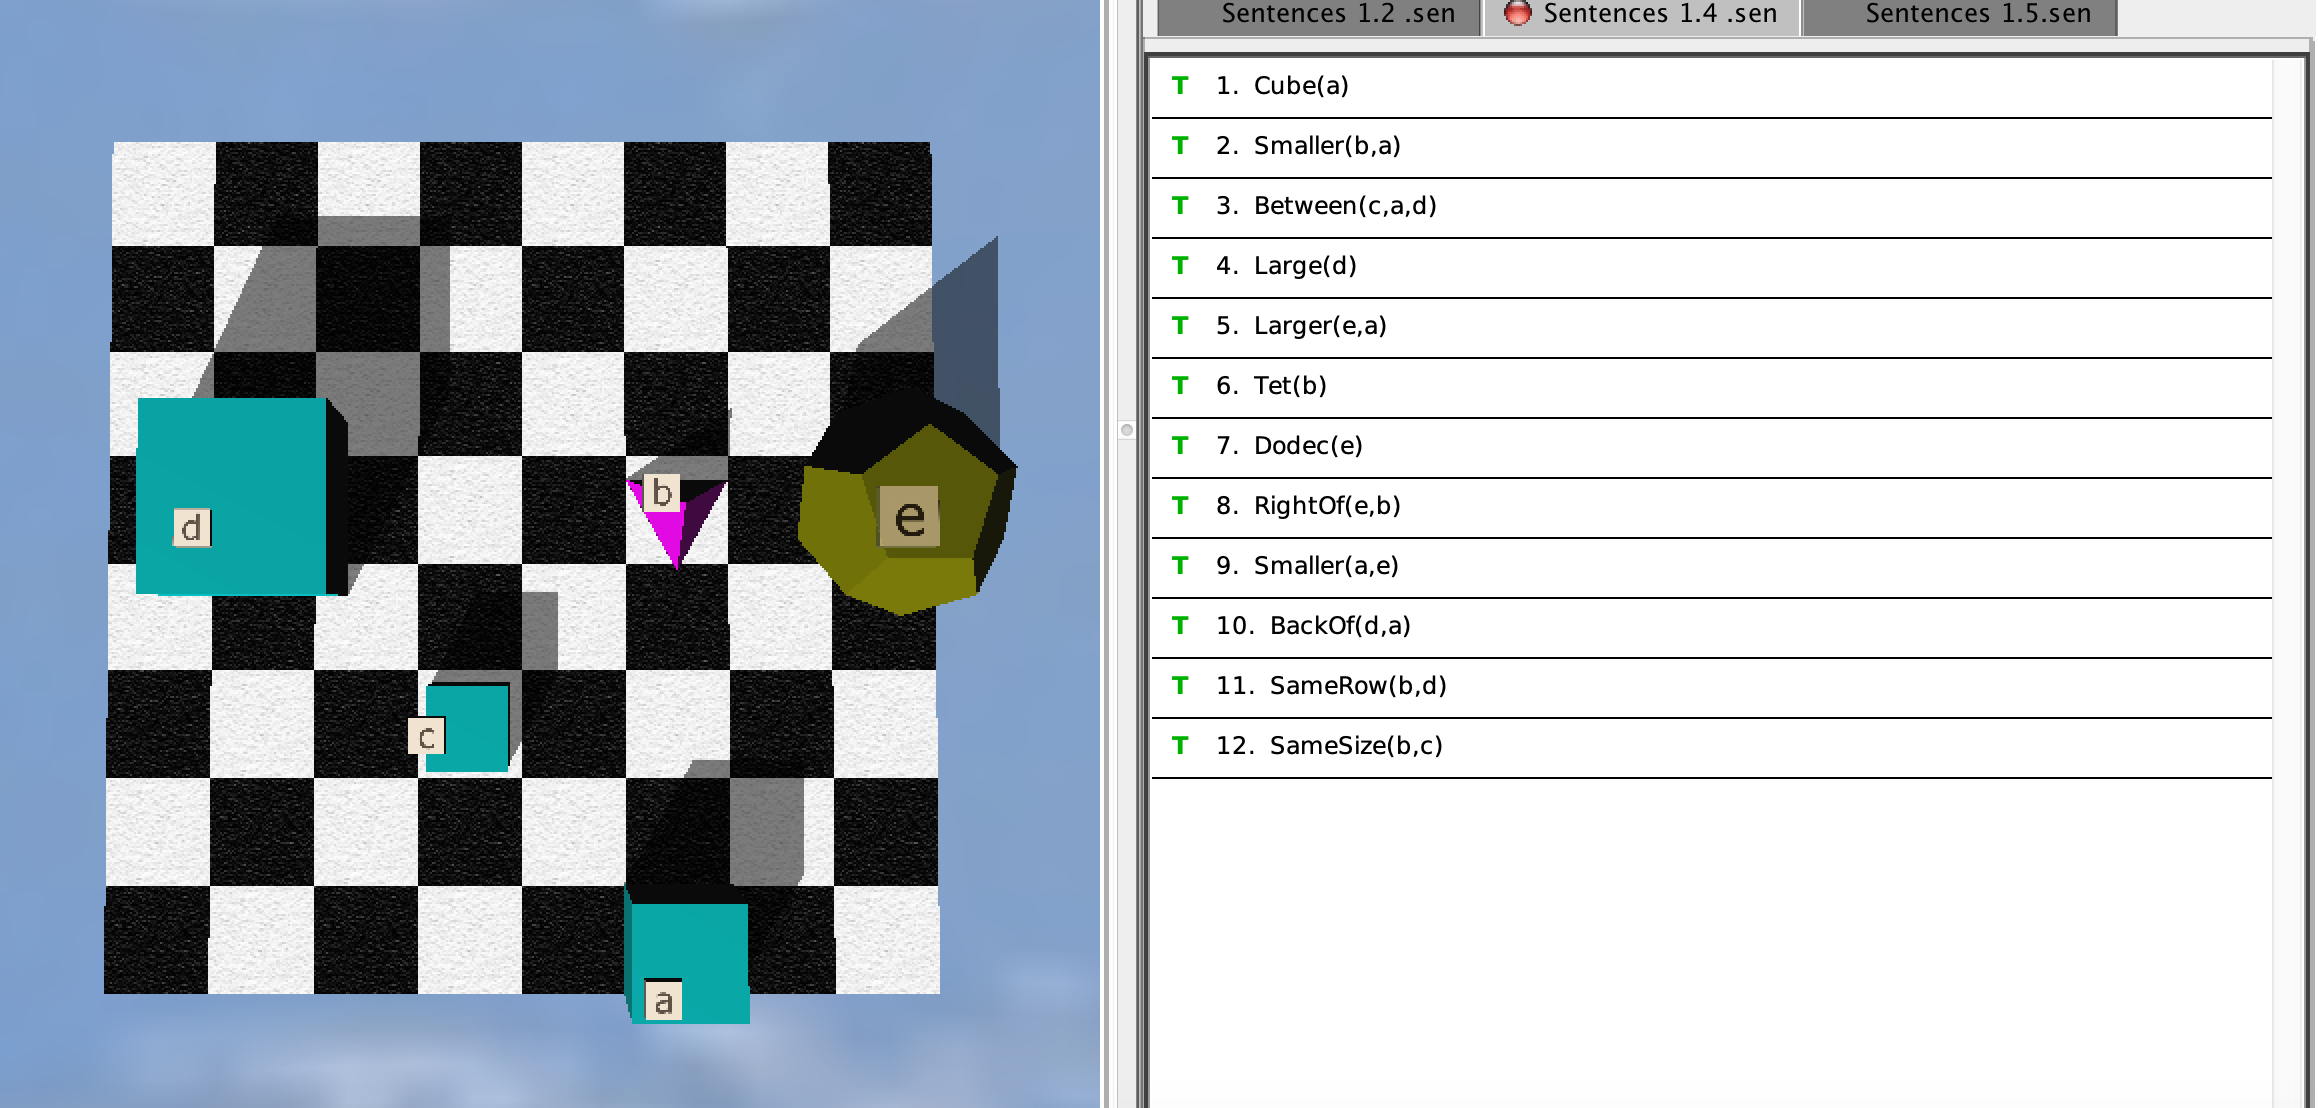 Sentences 1.2 .sen
Sentences 1.4 .sen
Sentences 1.5.sen
T 1. Cube(a)
T 2. Smaller(b,a)
T 3. Between(c,a,d)
T 4. Large(d)
T 5. Larger(e,a)
T 6. Tet(b)
T 7. Dodec(e)
T 8. RightOf(e,b)
T 9. Smaller(a,e)
T 10. BackOf(d,a)
T 11. SameRow(b,d)
T 12. SameSize(b,c)
b
d
e
c
a